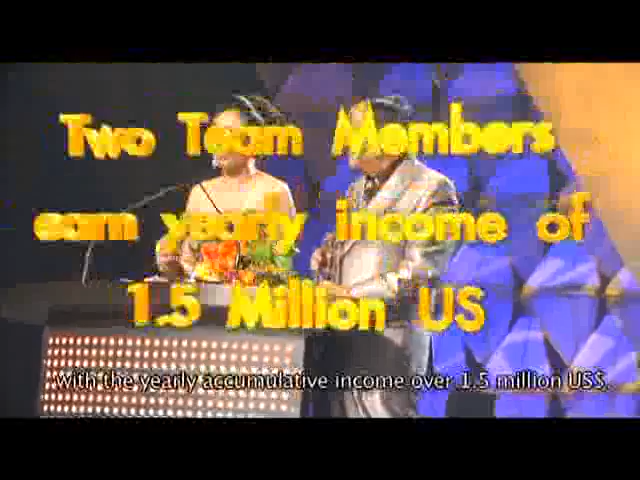 Two Team Members
earn yearly income of
1.5 Million US
with the yearly accumulative income over 1.5 million US$.